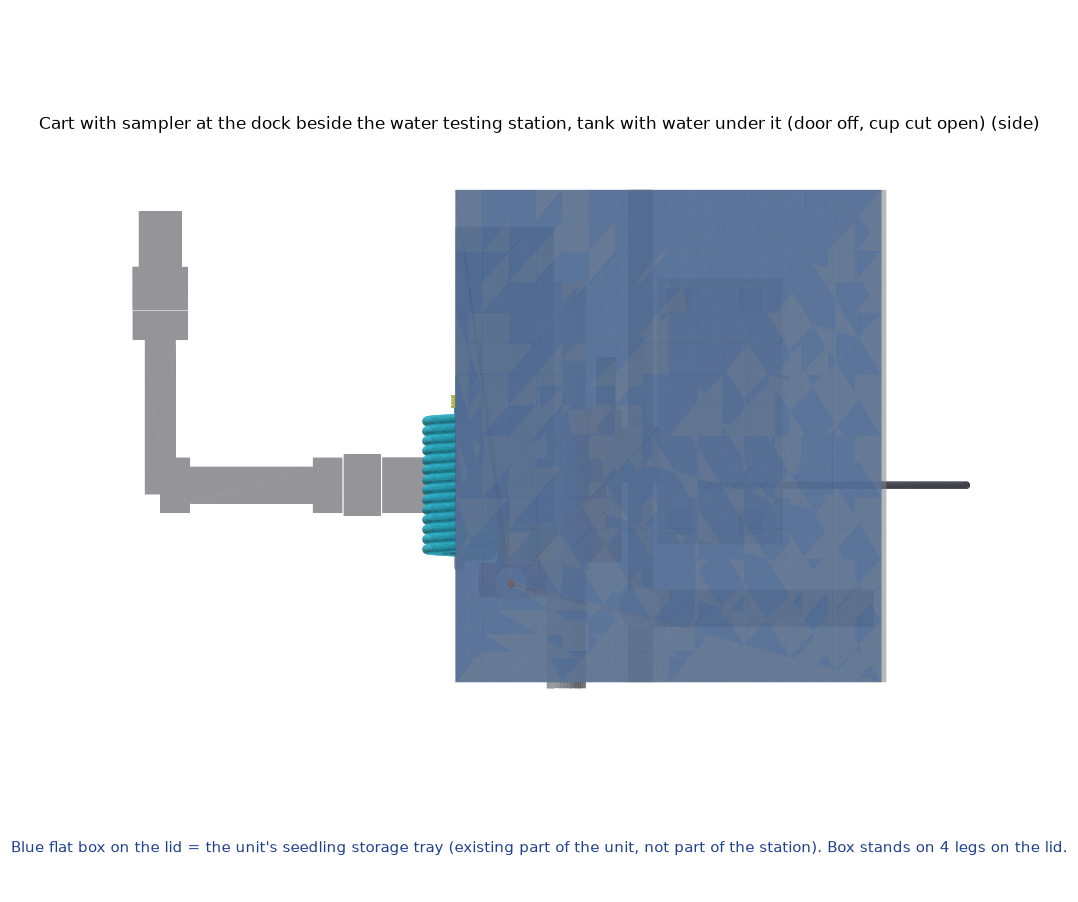 Cart with sampler at the dock beside the water testing station, tank with water under it (door off, cup cut open) (side)
Blue flat box on the lid = the unit's seedling storage tray (existing part of the unit, not part of the station). Box stands on 4 legs on the lid.